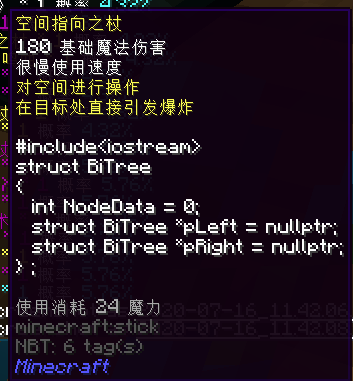 空间指向之杖
180 基础魔法伤害
很慢使用速度
对空间进行操作
在目标处直接引发爆炸
#include<iostream>
struct BiTree
{
int NodeData = 0;
struct BiTree *pLeft = nullptr;
struct BiTree *pRight = nullptr;
} ;
使用消耗 24 魔力
minecraft:stick
NBT: 6 tag(s)
Minecraft